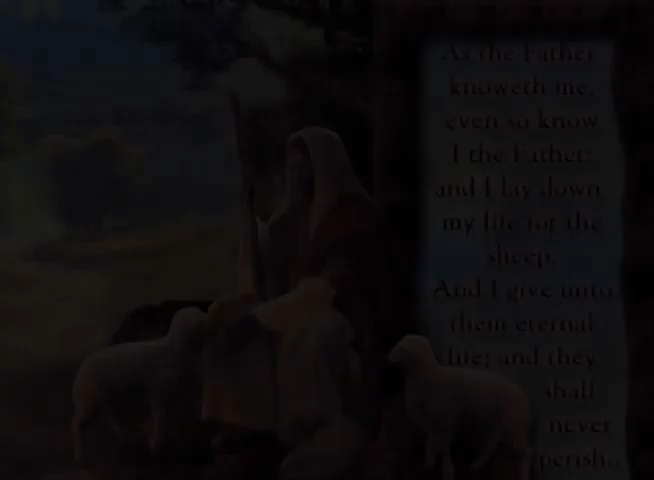 As the Father
knoweth me,
even so know
I the Father:
and I lay down
my life for the
sheep.
And I give unto
them eternal
life; and they
shall
never
perish..